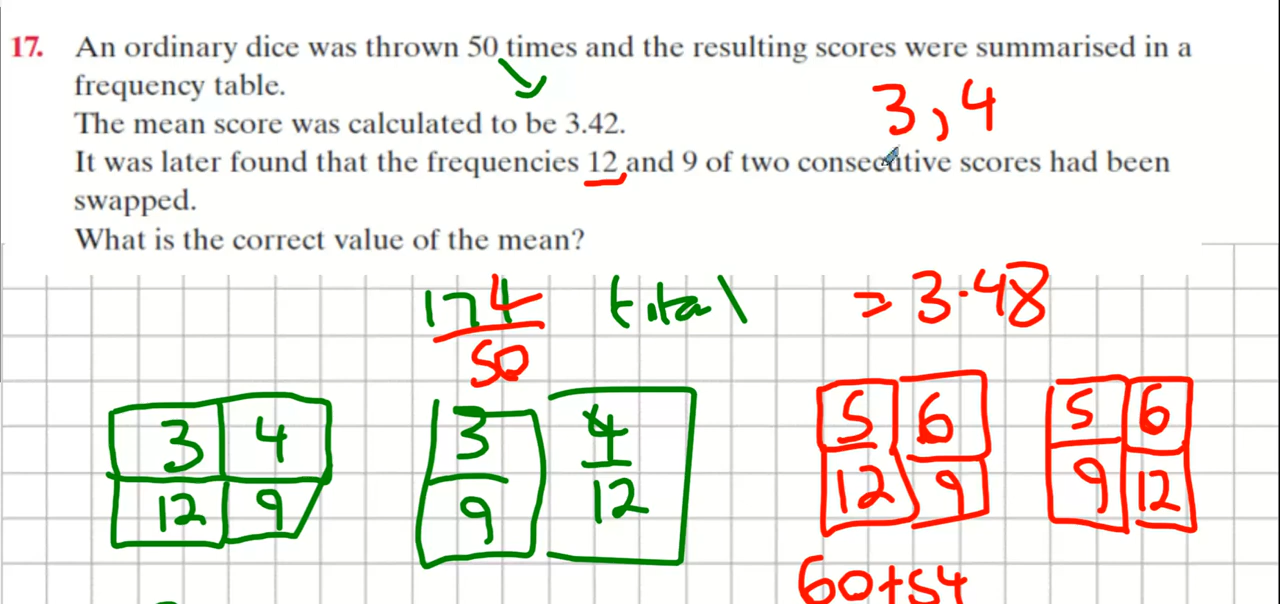 17. An ordinary dice was thrown 50 times and the resulting scores were summarised in a
frequency table.
The mean score was calculated to be 3.42.
It was later found that the frequencies 12 and 9 of two consecutive scores had been
swapped.
What is the correct value of the mean?
3, 4
174 total = 3.48
50
3 4 3 4 5 6 5 6
12 9 9 12 12 9 9 12
60+54